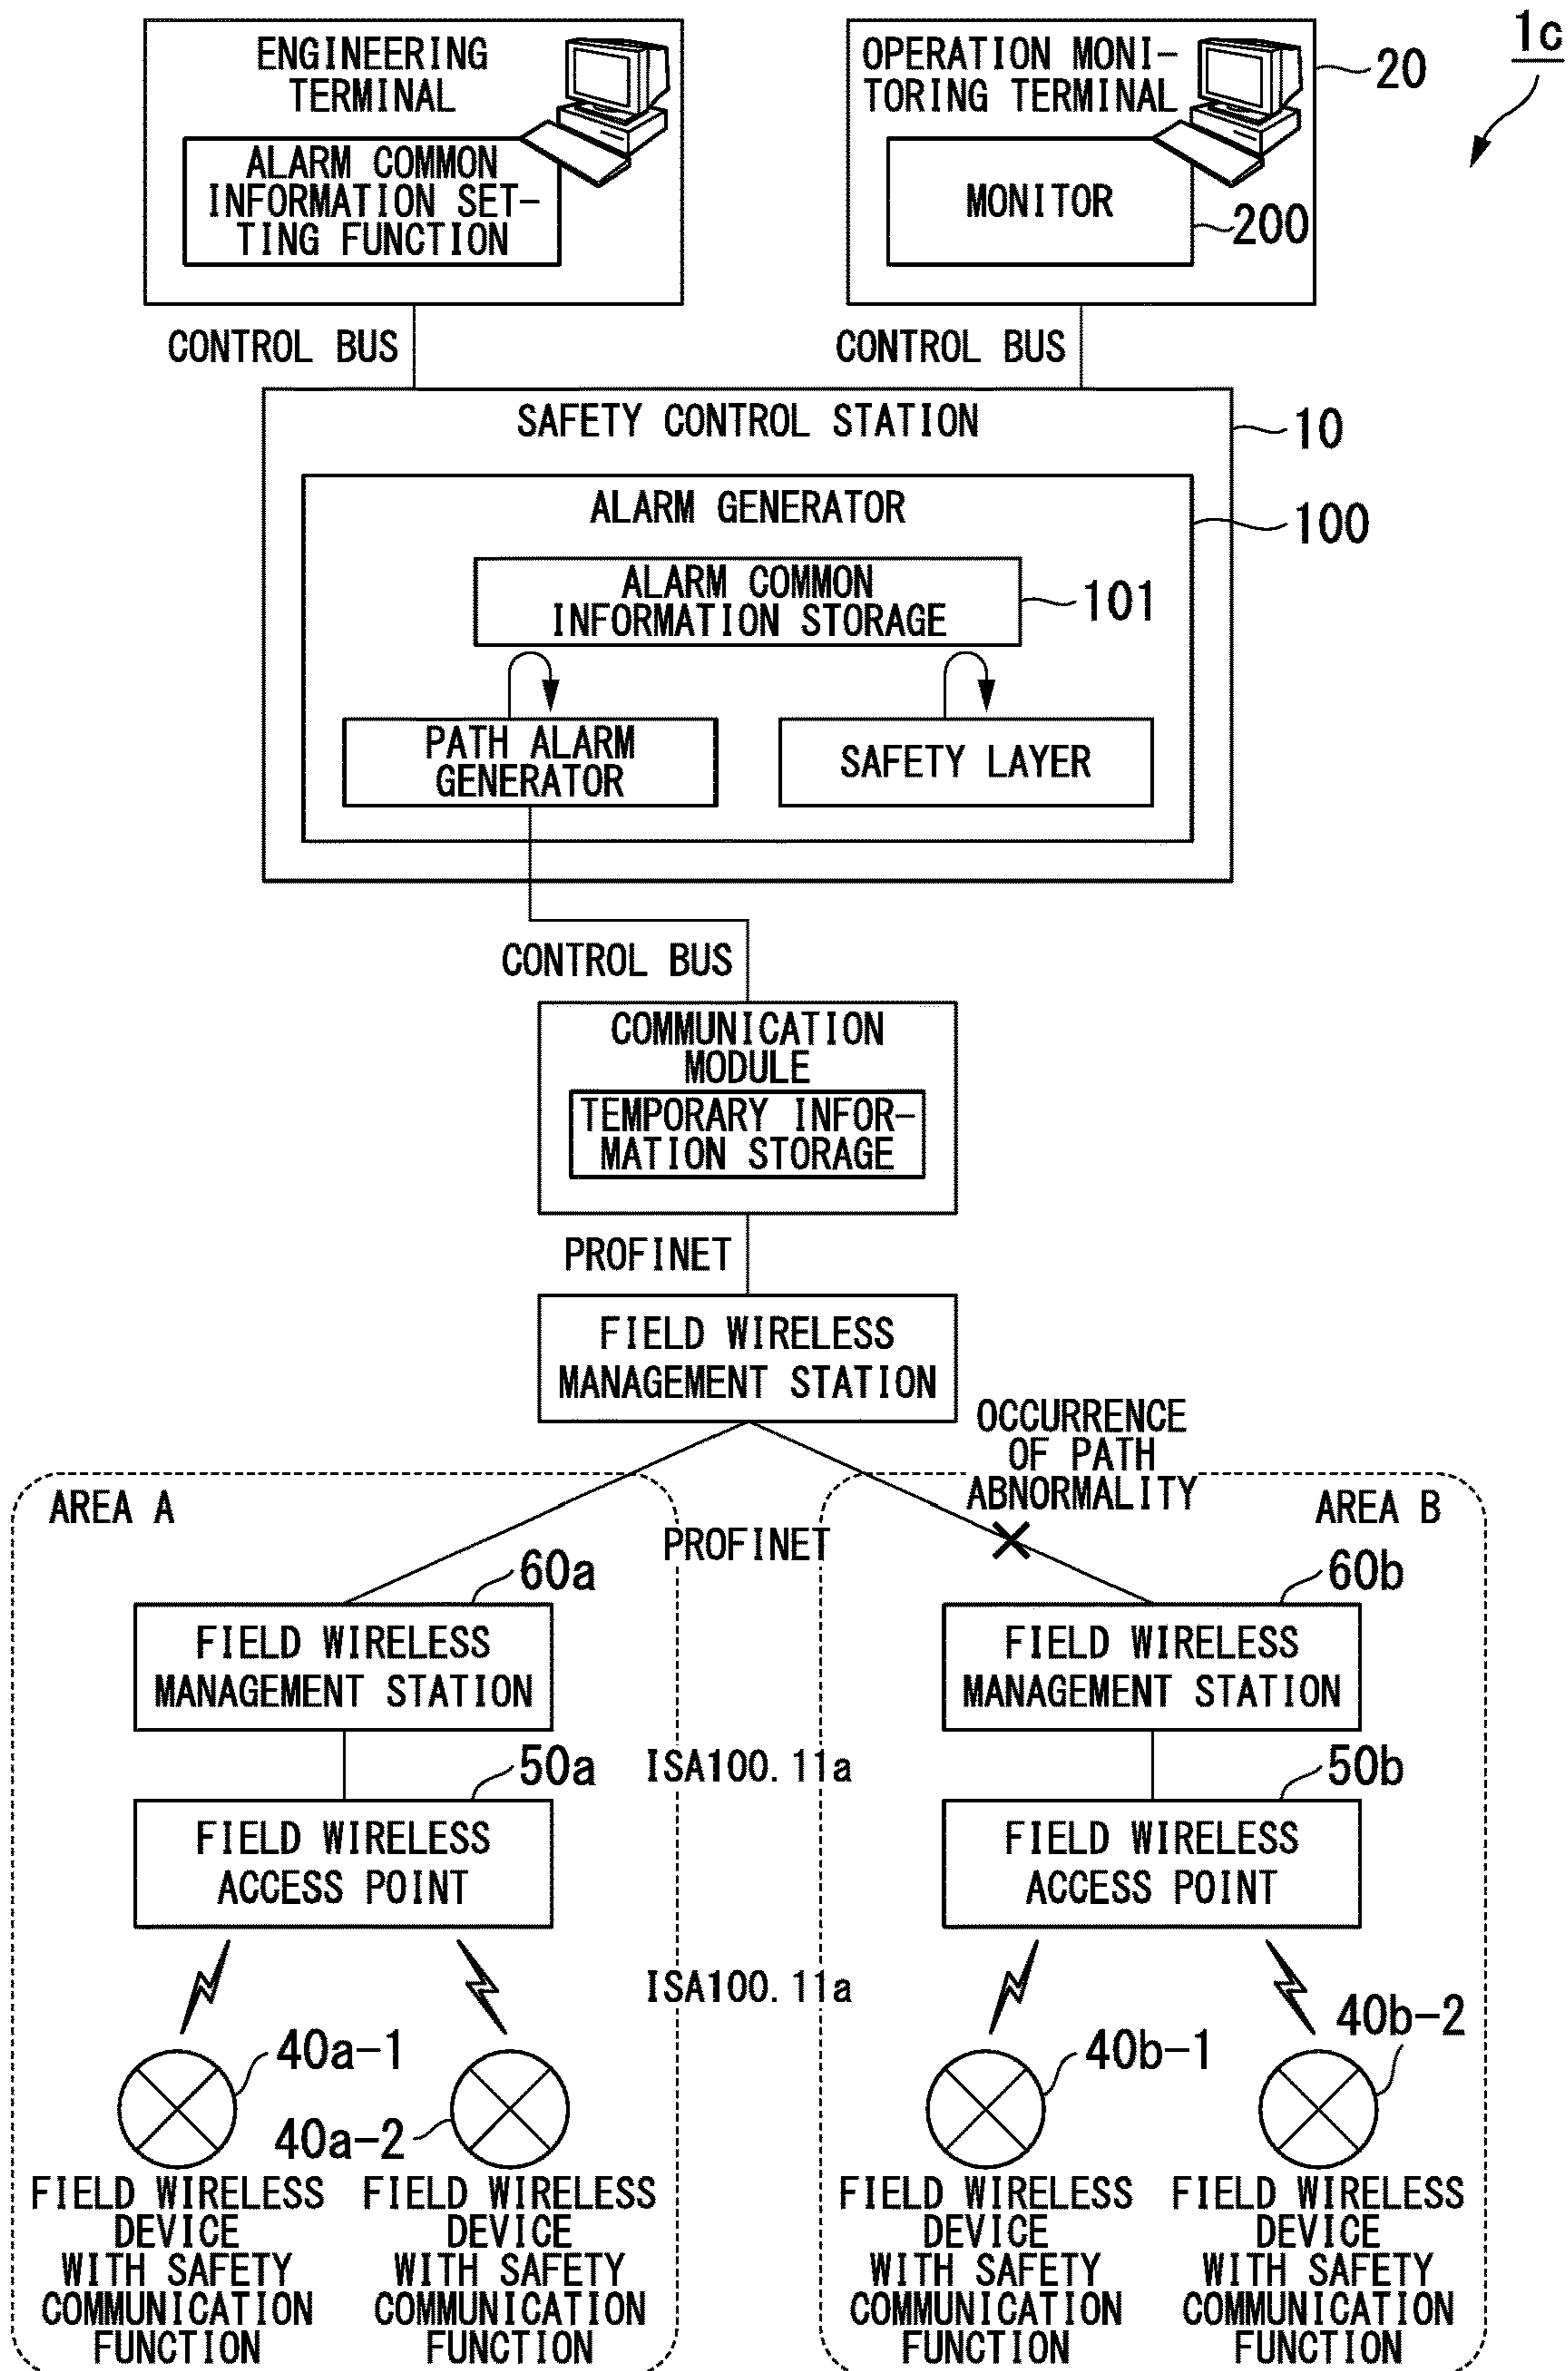 1c
ENGINEERING
TERMINAL
ALARM COMMON
INFORMATION SET-
TING FUNCTION
OPERATION MONI-
TORING TERMINAL
20
MONITOR
200
CONTROL BUS
CONTROL BUS
SAFETY CONTROL STATION
10
ALARM GENERATOR
100
ALARM COMMON
INFORMATION STORAGE
101
PATH ALARM
GENERATOR
SAFETY LAYER
CONTROL BUS
COMMUNICATION
MODULE
TEMPORARY INFOR-
MATION STORAGE
PROFINET
FIELD WIRELESS
MANAGEMENT STATION
OCCURRENCE
OF PATH
ABNORMALITY
AREA A
AREA B
PROFINET
60a
FIELD WIRELESS
MANAGEMENT STATION
60b
FIELD WIRELESS
MANAGEMENT STATION
ISA100.11a
50a
FIELD WIRELESS
ACCESS POINT
50b
FIELD WIRELESS
ACCESS POINT
ISA100.11a
40a-1
40a-2
40b-1
40b-2
FIELD WIRELESS
DEVICE
WITH SAFETY
COMMUNICATION
FUNCTION
FIELD WIRELESS
DEVICE
WITH SAFETY
COMMUNICATION
FUNCTION
FIELD WIRELESS
DEVICE
WITH SAFETY
COMMUNICATION
FUNCTION
FIELD WIRELESS
DEVICE
WITH SAFETY
COMMUNICATION
FUNCTION